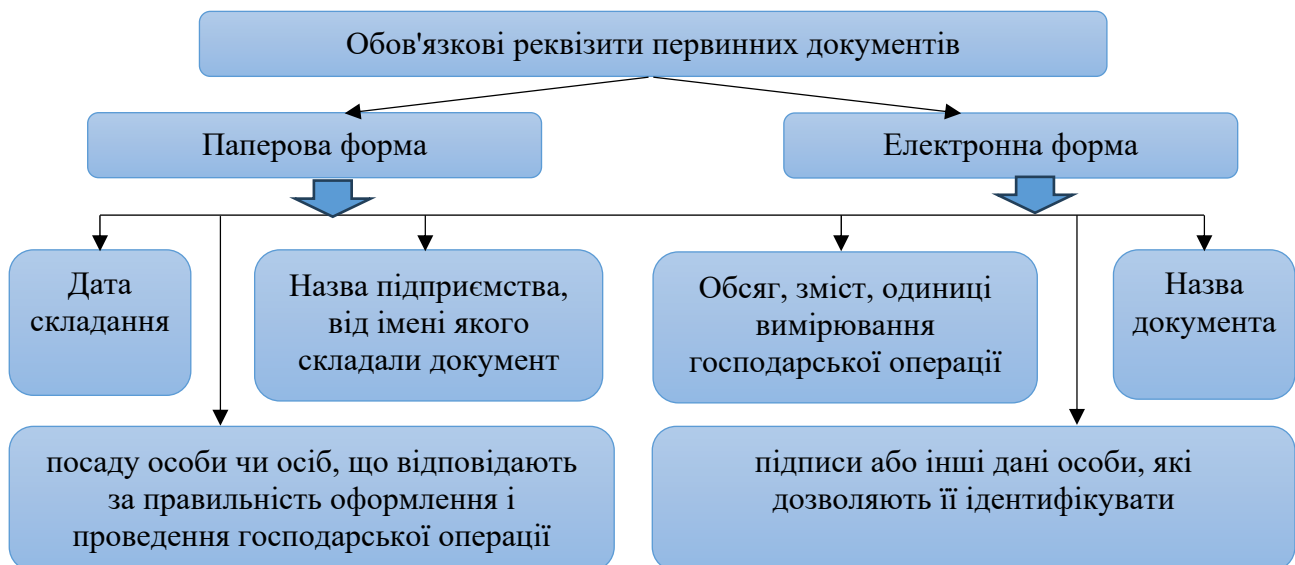 Обов'язкові реквізити первинних документів
Паперова форма
Електронна форма
Дата
складання
Назва підприємства,
від імені якого
складали документ
Обсяг, зміст, одиниці
вимірювання
господарської операції
Назва
документа
посаду особи чи осіб, що відповідають
за правильність оформлення і
проведення господарської операції
підписи або інші дані особи, які
дозволяють її ідентифікувати